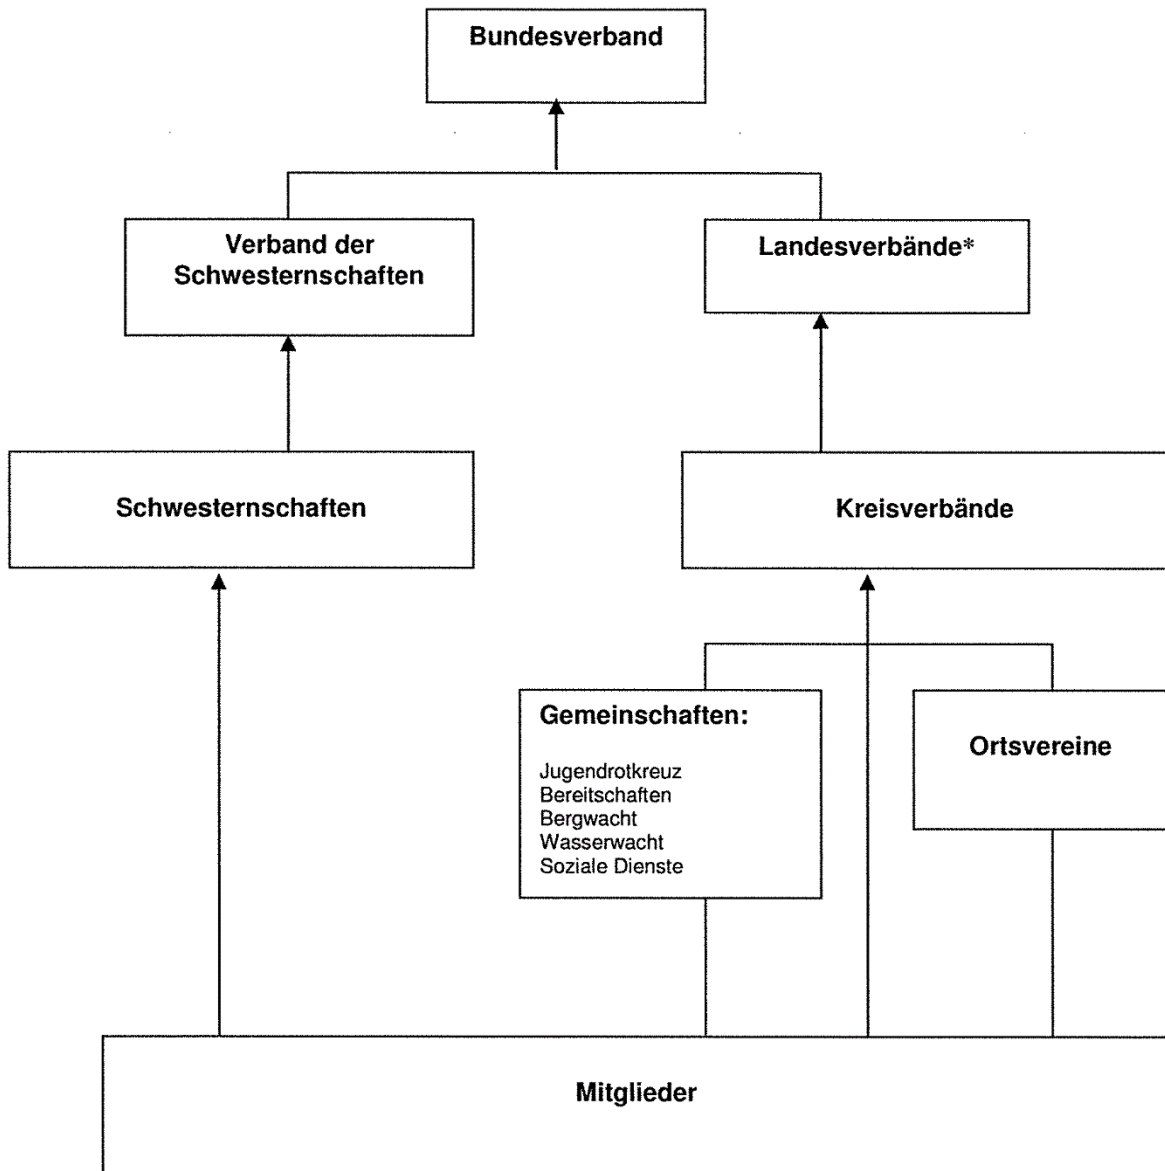 Bundesverband
Verband der
Schwesternschaften
Landesverbände*
Schwesternschaften
Kreisverbände
Gemeinschaften:
Jugendrotkreuz
Bereitschaften
Bergwacht
Wasserwacht
Soziale Dienste
Ortsvereine
Mitglieder